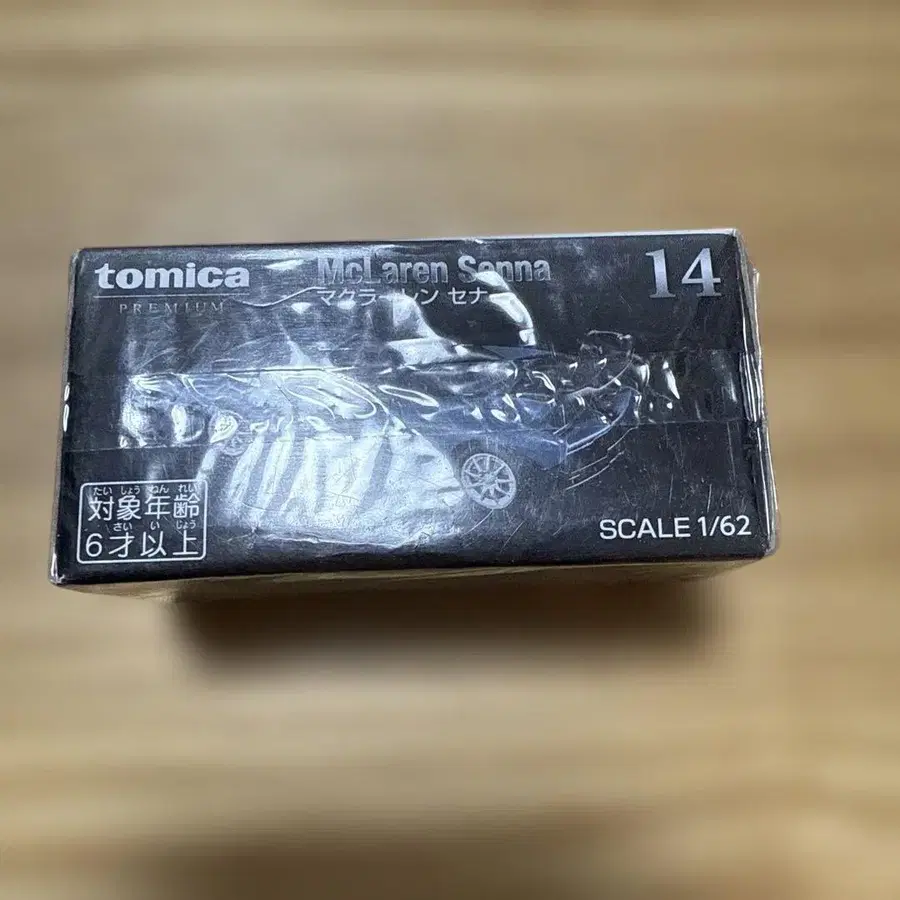 tomica
PREMIUM
McLaren Senna
マクラーレン セナ
14
たいしょうねんれい
対象年齢
さいいじょう
6才以上
SCALE 1/62